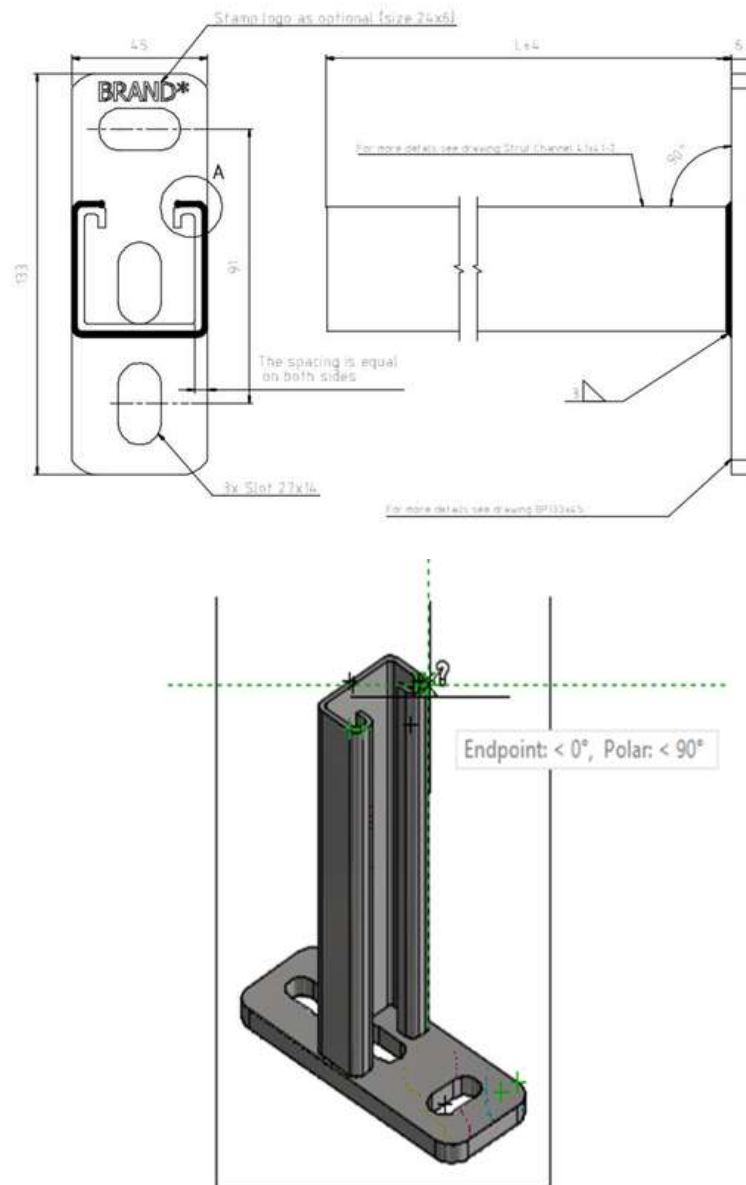 Stamp logo as optional (size 24x6)
45
L±4
6
BRAND*
For more details see drawing Strut Channel 41x41-2
90°
A
133
91
The spacing is equal
on both sides
3
3x Slot 27x14
For more details see drawing BP133x45
?
Endpoint: < 0°, Polar: < 90°